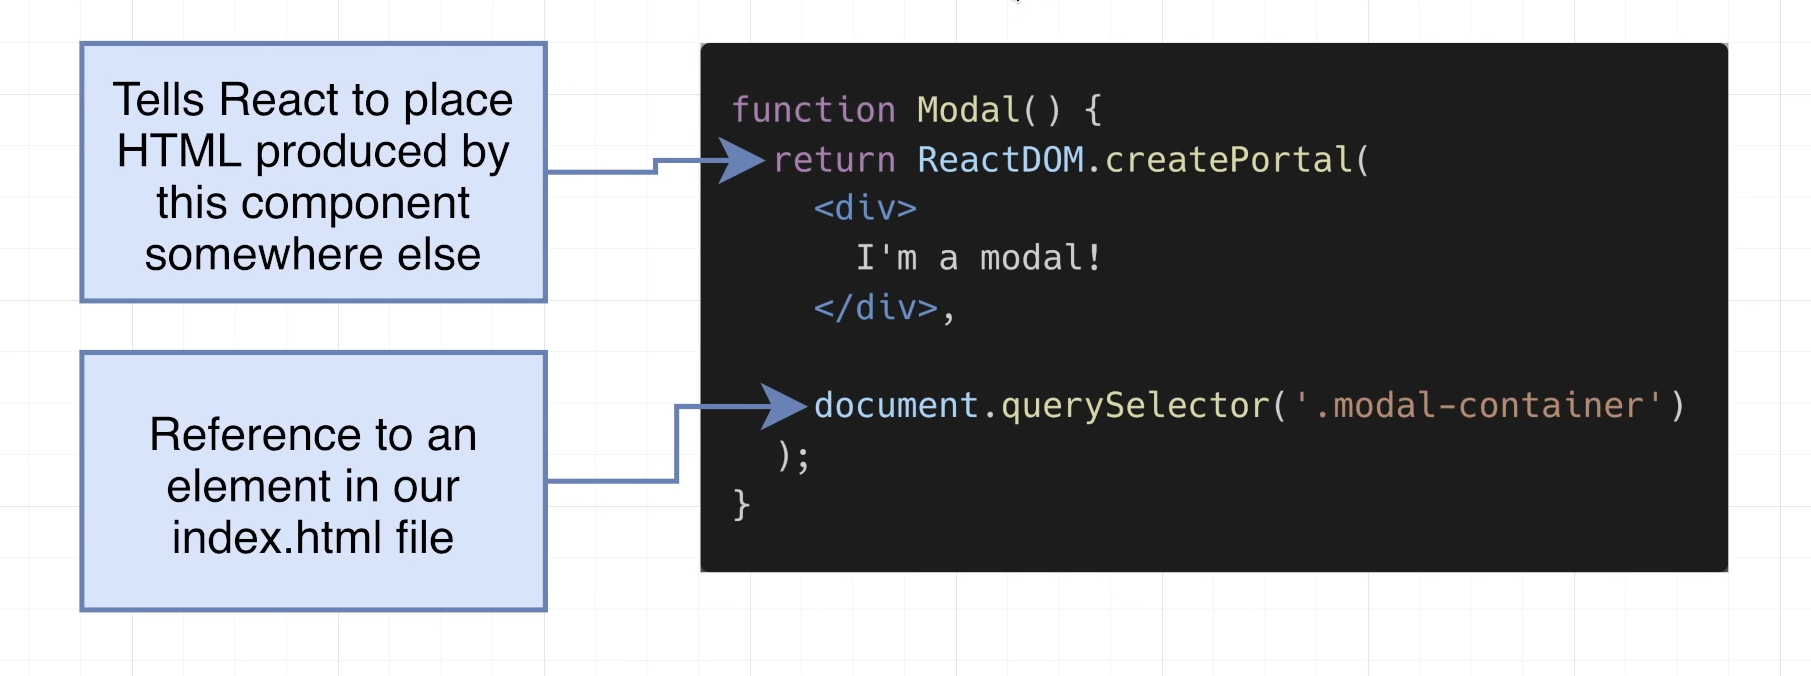 Tells React to place
HTML produced by
this component
somewhere else
Reference to an
element in our
index.html file
function Modal() {
  return ReactDOM.createPortal(
    <div>
      I'm a modal!
    </div>,

    document.querySelector('.modal-container')
  );
}